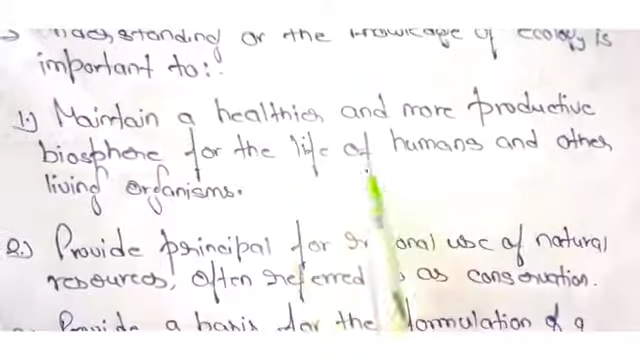 understanding or the knowledge of ecology is
important to:.
1.) Maintain a healthier and more productive
biosphere for the life of humans and other
living organisms.
2.) Provide principal for use of natural
resources, often referred as conservation.
Provide a basis for the formulation of a